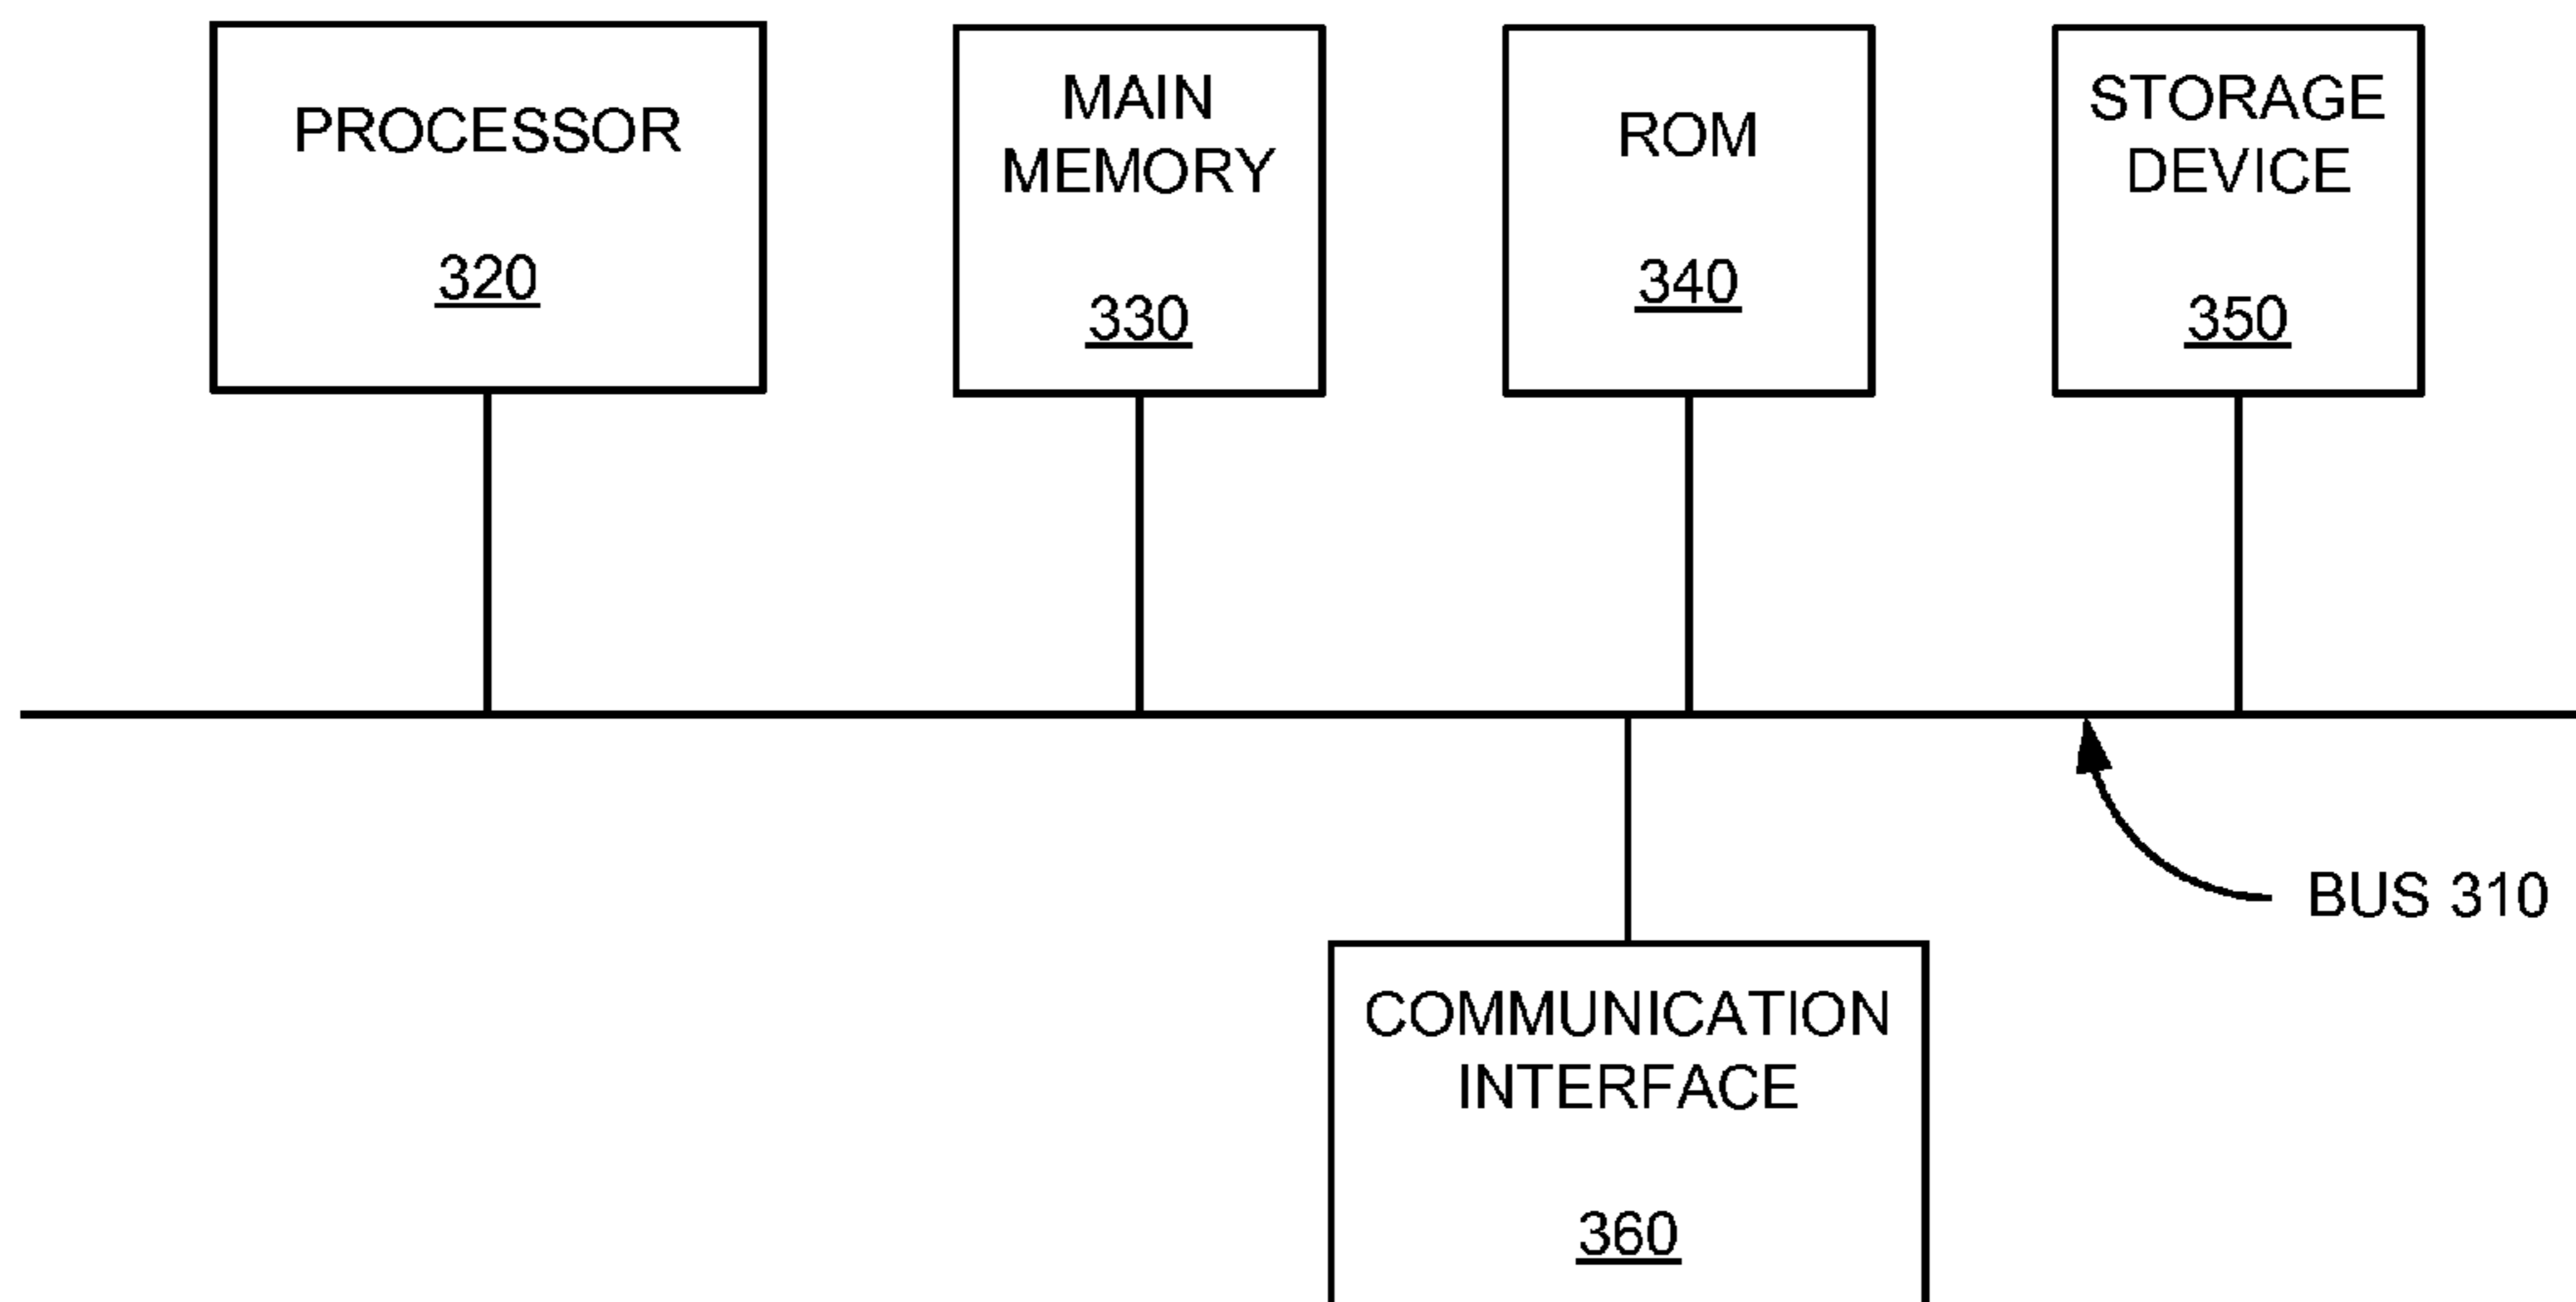 PROCESSOR
320
MAIN
MEMORY
330
ROM
340
STORAGE
DEVICE
350
BUS 310
COMMUNICATION
INTERFACE
360